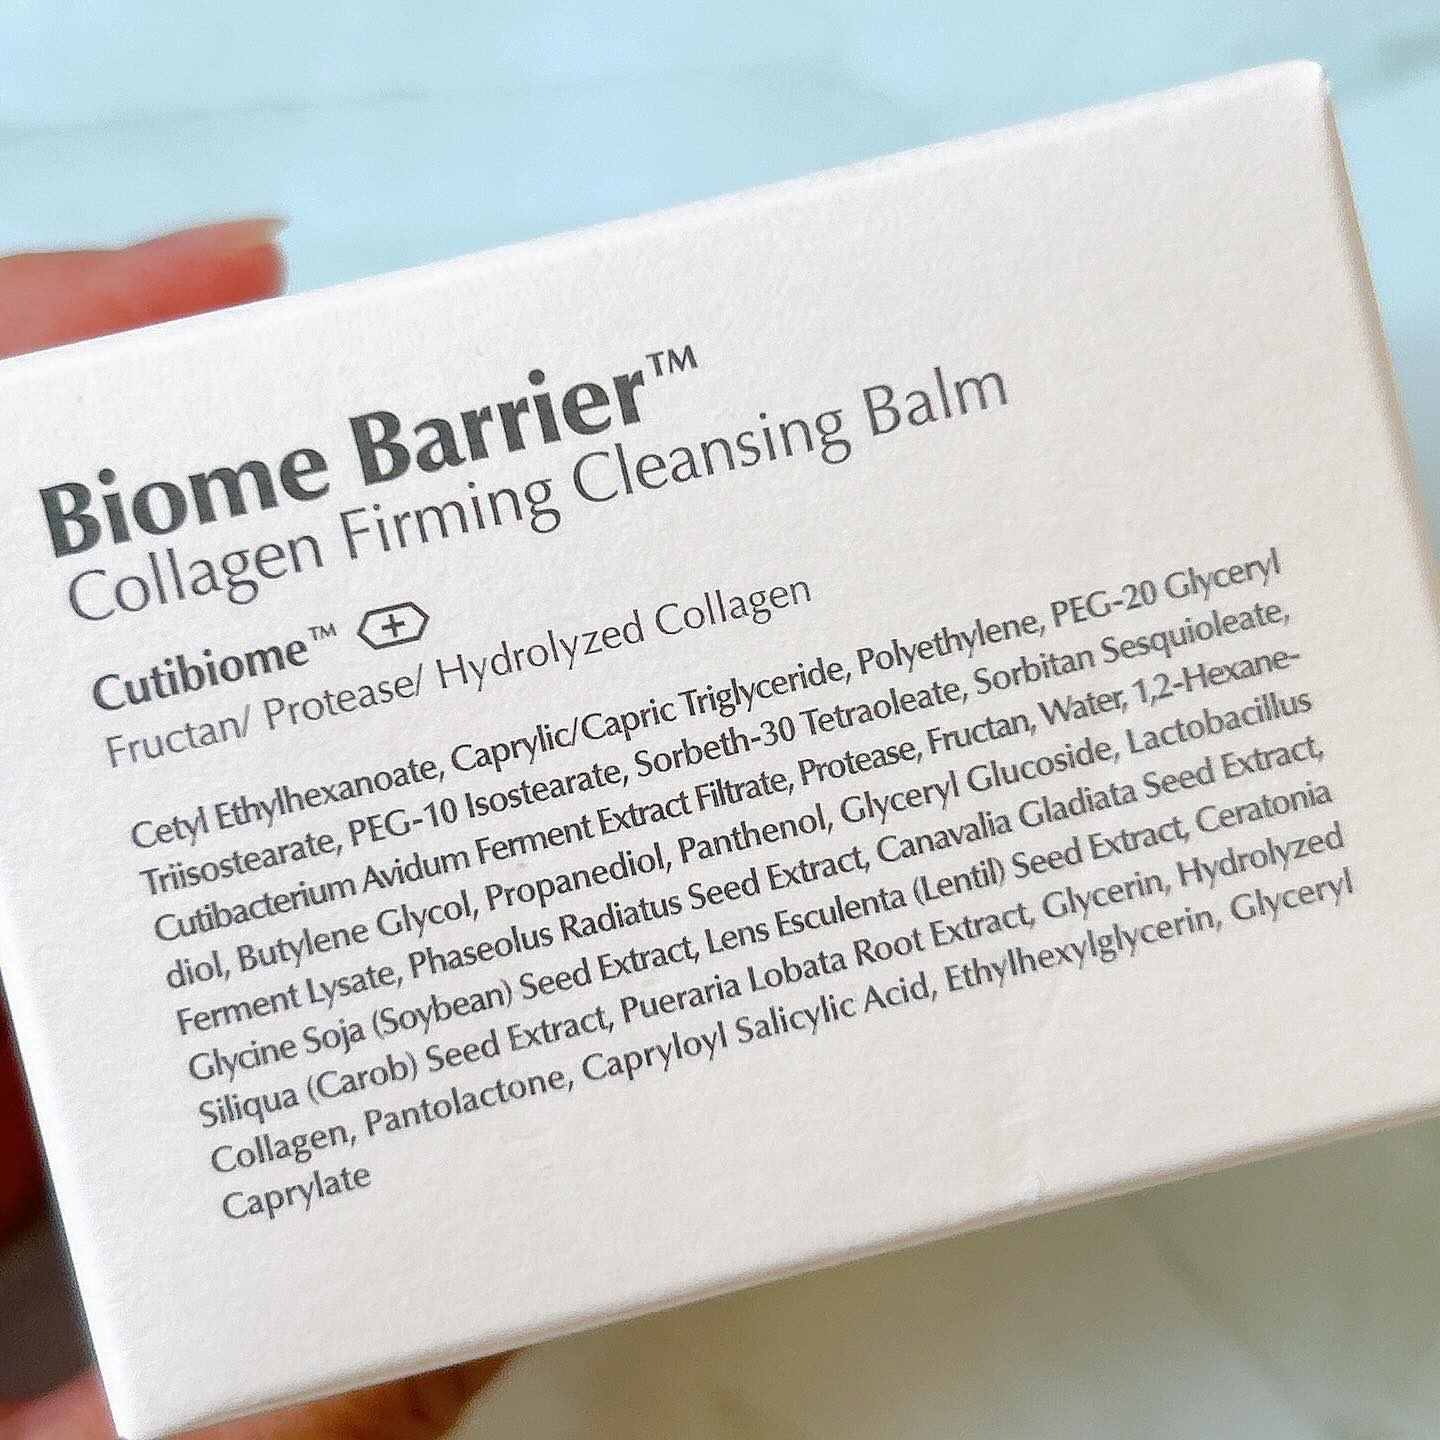 Biome Barrier™
Collagen Firming Cleansing Balm
Cutibiome™ +
Fructan/ Protease/ Hydrolyzed Collagen
Cetyl Ethylhexanoate, Caprylic/Capric Triglyceride, Polyethylene, PEG-20 Glyceryl
Triisostearate, PEG-10 Isostearate, Sorbeth-30 Tetraoleate, Sorbitan Sesquioleate,
Cutibacterium Avidum Ferment Extract Filtrate, Protease, Fructan, Water, 1,2-Hexane-
diol, Butylene Glycol, Propanediol, Panthenol, Glyceryl Glucoside, Lactobacillus
Ferment Lysate, Phaseolus Radiatus Seed Extract, Canavalia Gladiata Seed Extract,
Glycine Soja (Soybean) Seed Extract, Lens Esculenta (Lentil) Seed Extract, Ceratonia
Siliqua (Carob) Seed Extract, Pueraria Lobata Root Extract, Glycerin, Hydrolyzed
Collagen, Pantolactone, Capryloyl Salicylic Acid, Ethylhexylglycerin, Glyceryl
Caprylate